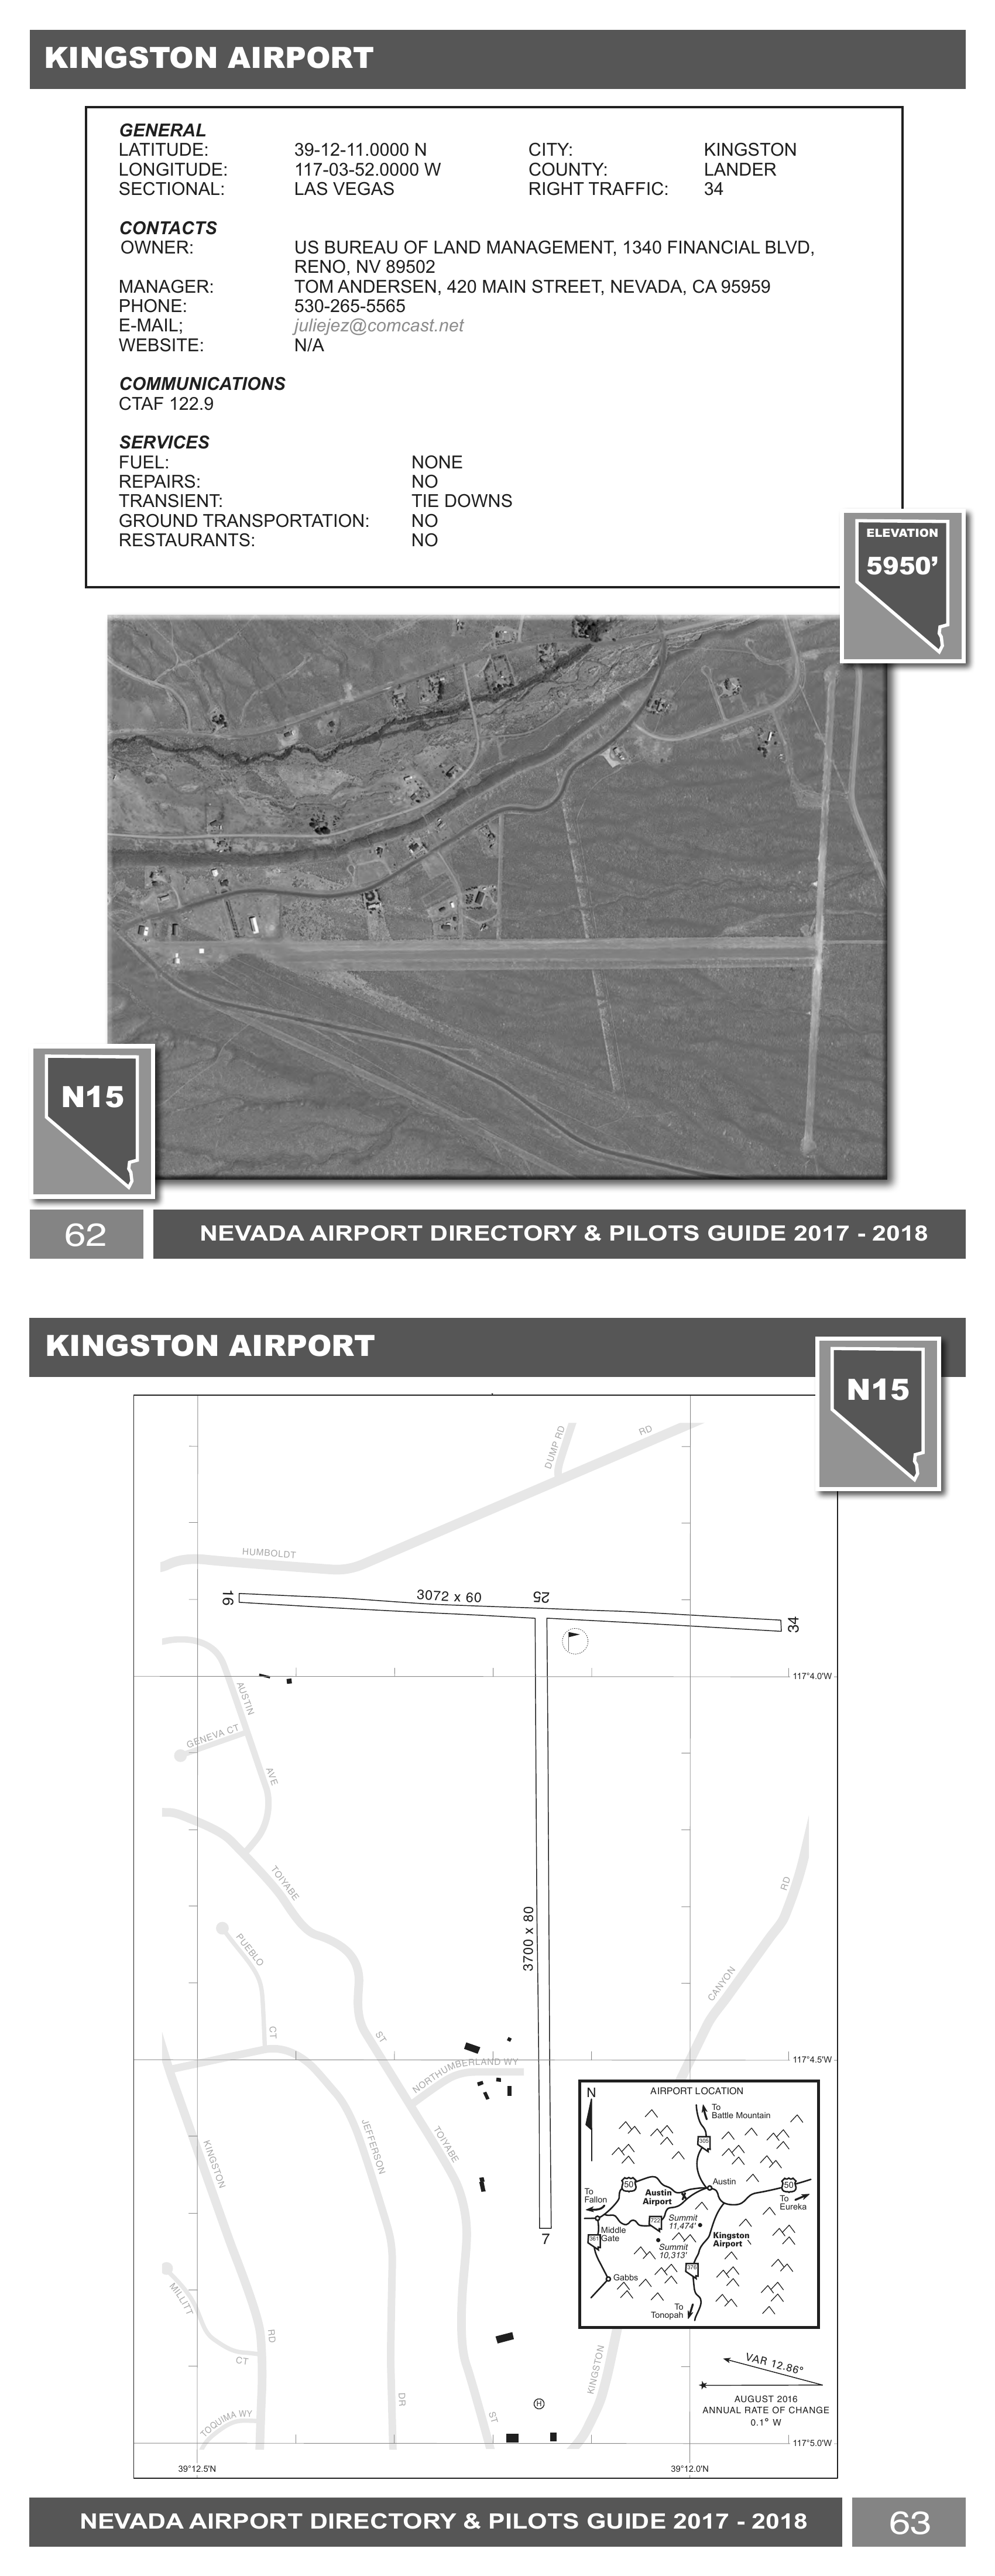 KINGSTON AIRPORT
GENERAL
LATITUDE: 39-12-11.0000 N CITY: KINGSTON
LONGITUDE: 117-03-52.0000 W COUNTY: LANDER
SECTIONAL: LAS VEGAS RIGHT TRAFFIC: 34
CONTACTS
OWNER: US BUREAU OF LAND MANAGEMENT, 1340 FINANCIAL BLVD,
RENO, NV 89502
MANAGER: TOM ANDERSEN, 420 MAIN STREET, NEVADA, CA 95959
PHONE: 530-265-5565
E-MAIL; juliejez@comcast.net
WEBSITE: N/A
COMMUNICATIONS
CTAF 122.9
SERVICES
FUEL: NONE
REPAIRS: NO
TRANSIENT: TIE DOWNS
GROUND TRANSPORTATION: NO
RESTAURANTS: NO
ELEVATION
5950’
N15
62 NEVADA AIRPORT DIRECTORY & PILOTS GUIDE 2017 - 2018
KINGSTON AIRPORT
N15
DUMP RD
RD
HUMBOLDT
16
3072 x 60
25
34
117°4.0'W
AUSTIN
GENEVA CT
AVE
TOIYABE
RD
3700 x 80
PUEBLO
CANYON
CT
ST
117°4.5'W
NORTHUMBERLAND WY
N
AIRPORT LOCATION
To
Battle Mountain
305
JEFFERSON
TOIYABE
KINGSTON
50
Austin
50
To
Fallon
Austin
Airport
To
Eureka
722
Summit
11,474'
Middle
Gate
361
Kingston
Airport
Summit
10,313'
7
376
Gabbs
MILLUTT
To
Tonopah
RD
CT
KINGSTON
VAR 12.86°
DR
AUGUST 2016
ANNUAL RATE OF CHANGE
0.1° W
H
TOQUIMA WY
ST
117°5.0'W
39°12.5'N
39°12.0'N
NEVADA AIRPORT DIRECTORY & PILOTS GUIDE 2017 - 2018 63